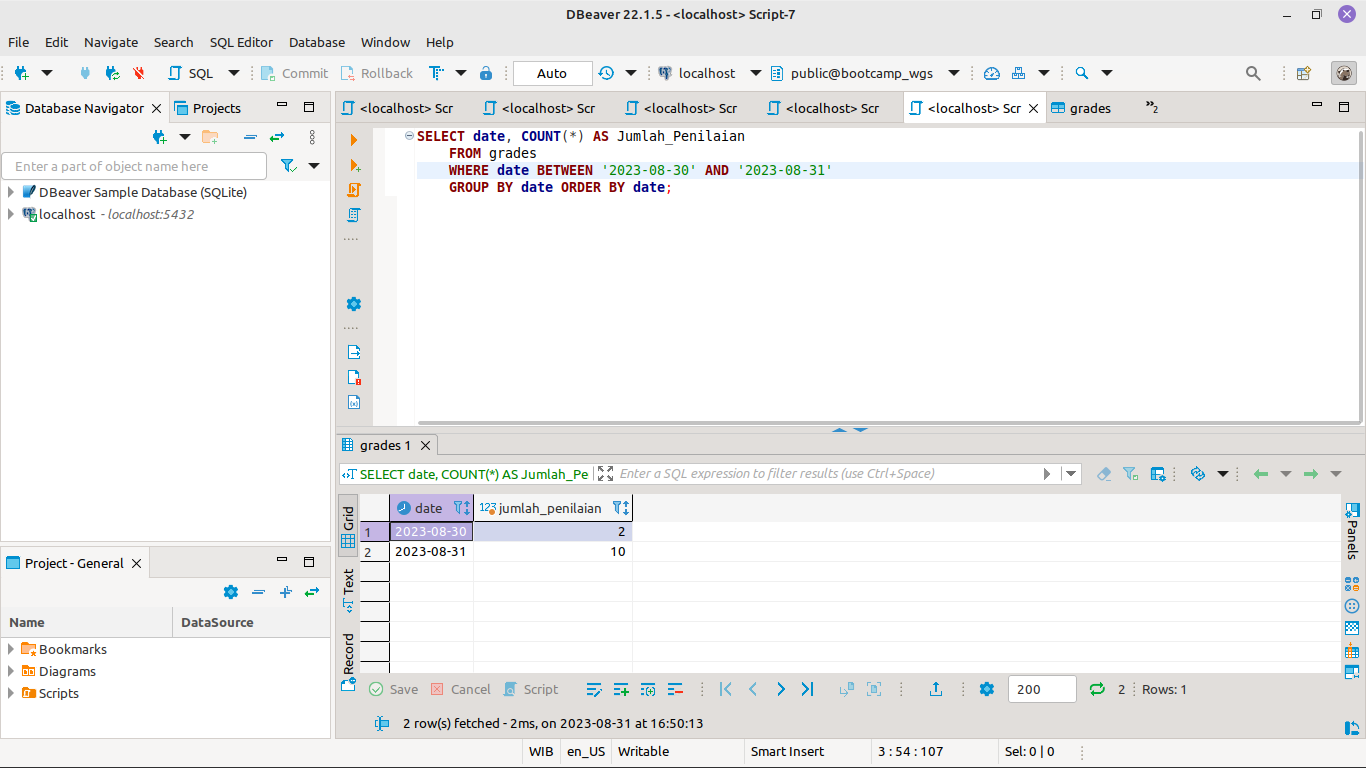 DBeaver 22.1.5 - <localhost> Script-7
File Edit Navigate Search SQL Editor Database Window Help
SQL Commit Rollback Auto localhost public@bootcamp_wgs
Database Navigator Projects
Enter a part of object name here
DBeaver Sample Database (SQLite)
localhost - localhost:5432
<localhost> Scr <localhost> Scr <localhost> Scr <localhost> Scr <localhost> Scr grades »2
SELECT date, COUNT(*) AS Jumlah_Penilaian
FROM grades
WHERE date BETWEEN '2023-08-30' AND '2023-08-31'
GROUP BY date ORDER BY date;
grades 1
SELECT date, COUNT(*) AS Jumlah_Pe Enter a SQL expression to filter results (use Ctrl+Space)
Grid
Text
Record
date 123 jumlah_penilaian
1 2023-08-30 2
2 2023-08-31 10
Panels
Save Cancel Script 200 2 Rows: 1
2 row(s) fetched - 2ms, on 2023-08-31 at 16:50:13
Project - General
Name DataSource
Bookmarks
Diagrams
Scripts
WIB en_US Writable Smart Insert 3 : 54 : 107 Sel: 0 | 0